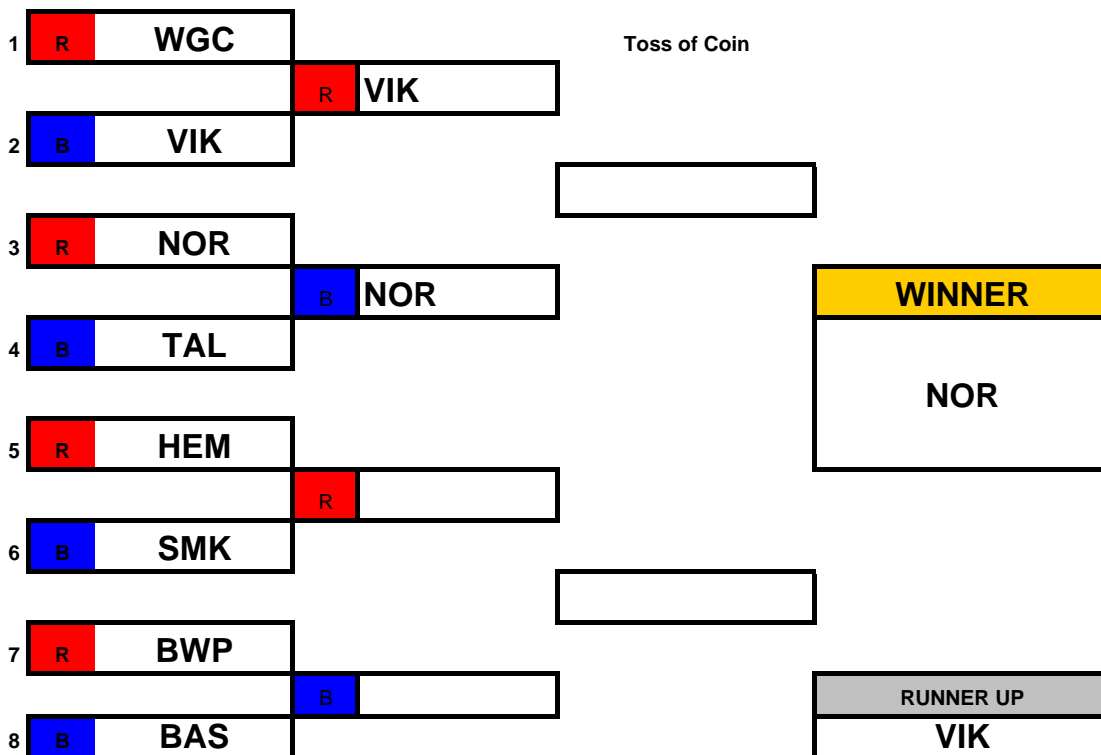 1 R WGC Toss of Coin
R VIK
2 B VIK
3 R NOR
B NOR WINNER
4 B TAL
NOR
5 R HEM
R
6 B SMK
7 R BWP
B RUNNER UP
8 B BAS VIK